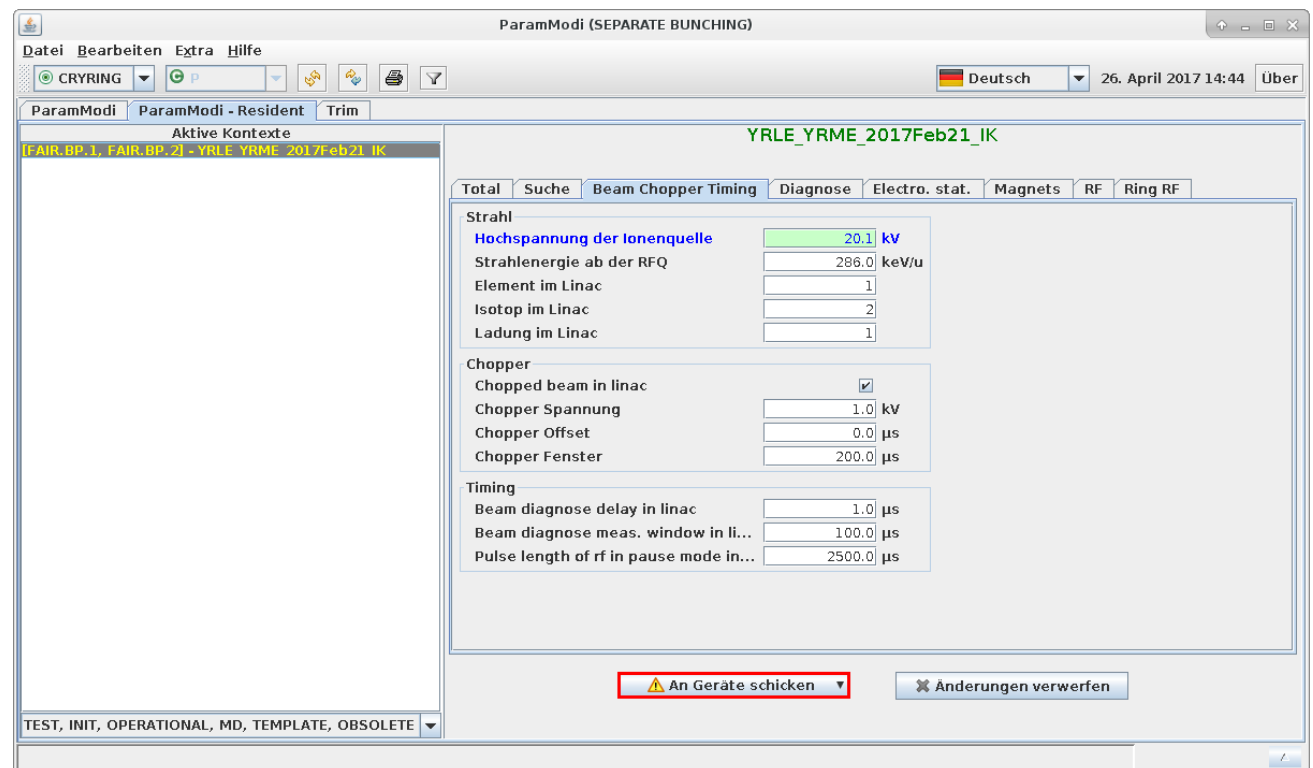 ParamModi (SEPARATE BUNCHING)
Datei Bearbeiten Extra Hilfe
CRYRING P Deutsch 26. April 2017 14:44 Über
ParamModi ParamModi - Resident Trim
Aktive Kontexte
[FAIR.BP.1, FAIR.BP.2] - YRLE_YRME_2017Feb21_IK
YRLE_YRME_2017Feb21_IK
Total Suche Beam Chopper Timing Diagnose Electro. stat. Magnets RF Ring RF
Strahl
Hochspannung der Ionenquelle 20.1 kV
Strahlenergie ab der RFQ 286.0 keV/u
Element im Linac 1
Isotop im Linac 2
Ladung im Linac 1
Chopper
Chopped beam in linac
Chopper Spannung 1.0 kV
Chopper Offset 0.0 µs
Chopper Fenster 200.0 µs
Timing
Beam diagnose delay in linac 1.0 µs
Beam diagnose meas. window in li... 100.0 µs
Pulse length of rf in pause mode in... 2500.0 µs
An Geräte schicken Änderungen verwerfen
TEST, INIT, OPERATIONAL, MD, TEMPLATE, OBSOLETE